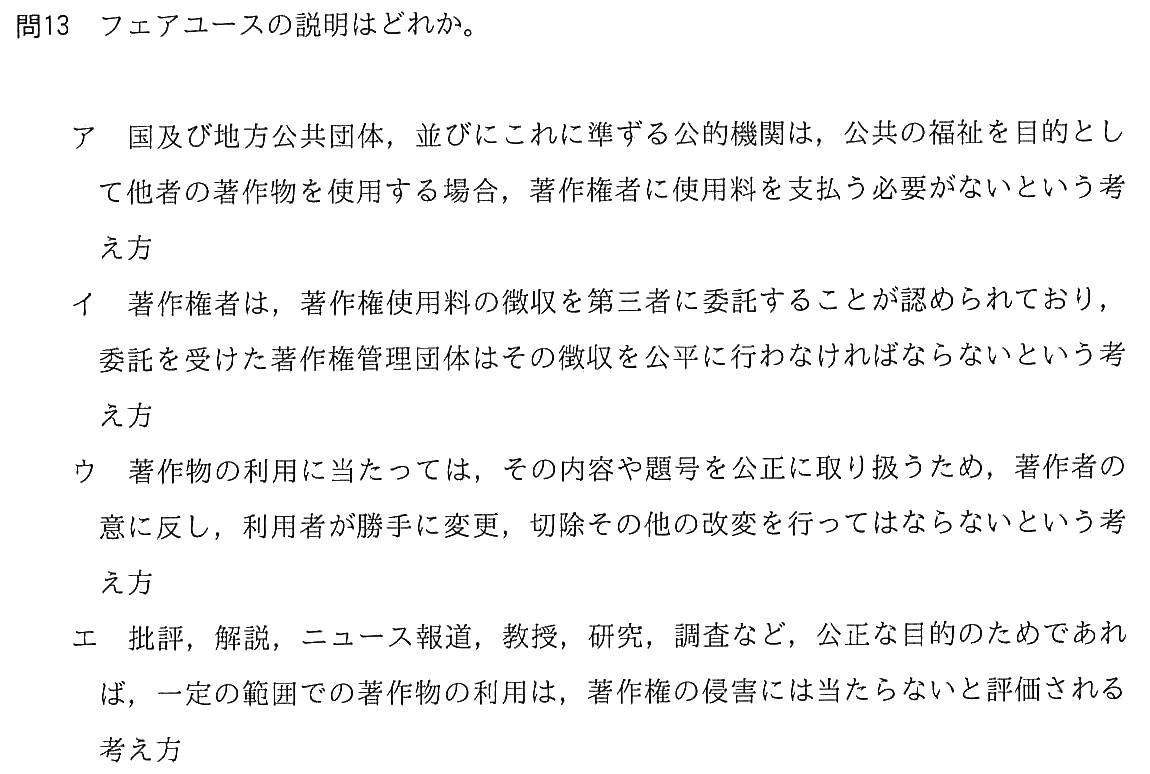 問13 フェアユースの説明はどれか。
ア 国及び地方公共団体，並びにこれに準ずる公的機関は，公共の福祉を目的とし
て他者の著作物を使用する場合，著作権者に使用料を支払う必要がないという考
え方
イ 著作権者は，著作権使用料の徴収を第三者に委託することが認められており，
委託を受けた著作権管理団体はその徴収を公平に行わなければならないという考
え方
ウ 著作物の利用に当たっては，その内容や題号を公正に取り扱うため，著作者の
意に反し，利用者が勝手に変更，切除その他の改変を行ってはならないという考
え方
エ 批評，解説，ニュース報道，教授，研究，調査など，公正な目的のためであれ
ば，一定の範囲での著作物の利用は，著作権の侵害には当たらないと評価される
考え方